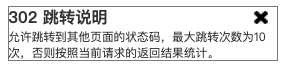 302 跳转说明
允许跳转到其他页面的状态码，最大跳转次数为10
次，否则按照当前请求的返回结果统计。